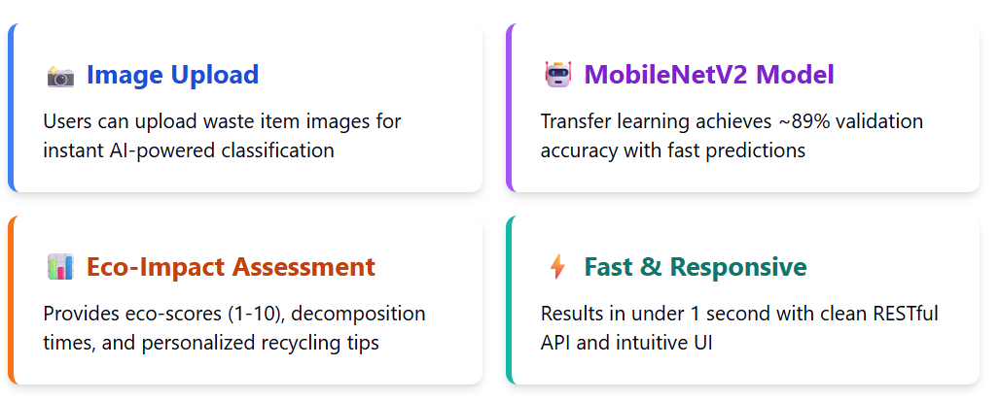 Image Upload
Users can upload waste item images for
instant AI-powered classification
MobileNetV2 Model
Transfer learning achieves ~89% validation
accuracy with fast predictions
Eco-Impact Assessment
Provides eco-scores (1-10), decomposition
times, and personalized recycling tips
Fast & Responsive
Results in under 1 second with clean RESTful
API and intuitive UI